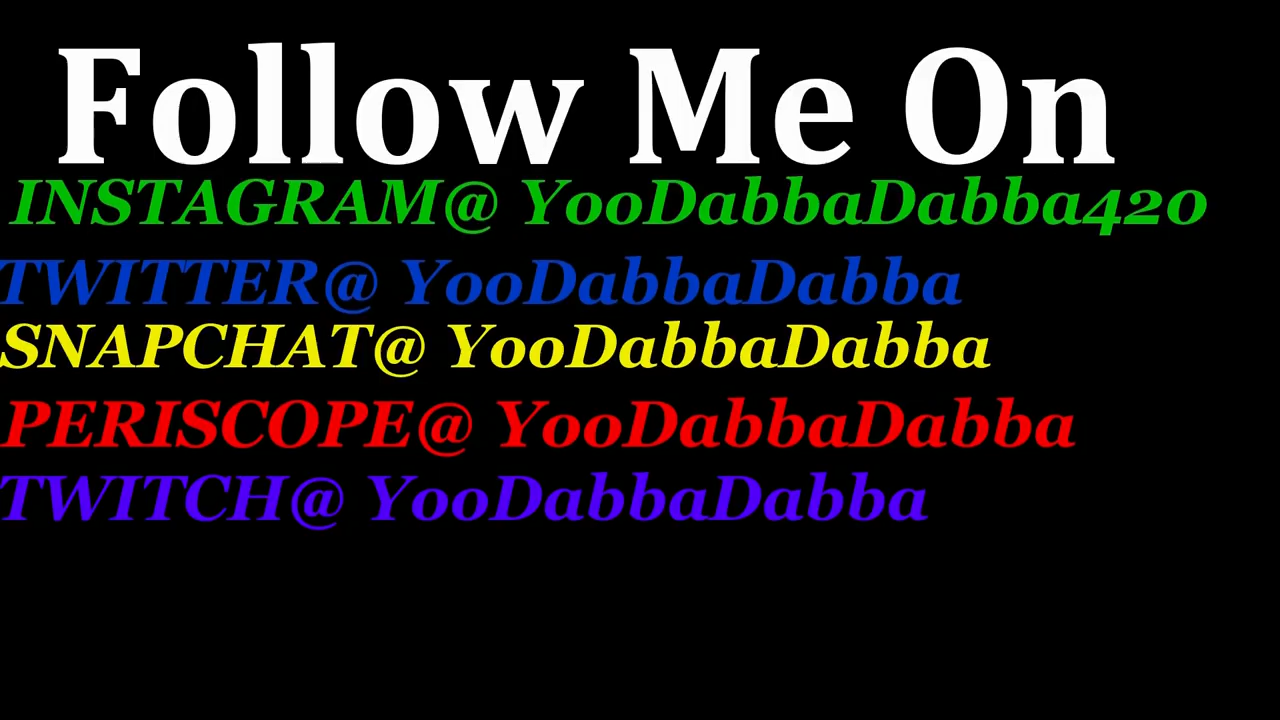 Follow Me On
INSTAGRAM@ YooDabbaDabba420
TWITTER@ YooDabbaDabba
SNAPCHAT@ YooDabbaDabba
PERISCOPE@ YooDabbaDabba
TWITCH@ YooDabbaDabba